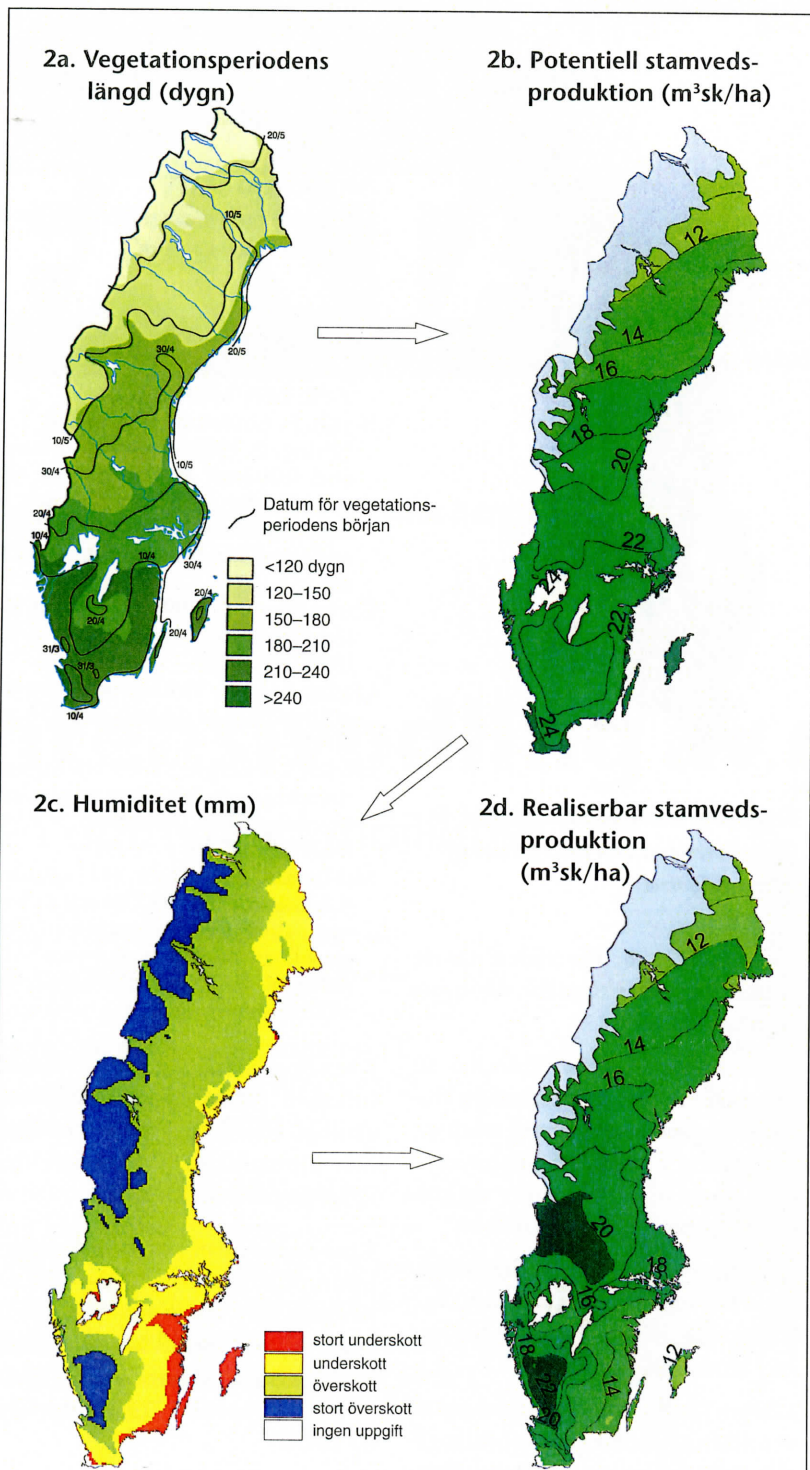 2a. Vegetationsperiodens
längd (dygn)
20/5
10/5
30/4
20/5
10/5
30/4
20/4
10/4
10/5
10/4
30/4
20/4
20/4
20/4
31/3
31/3
10/4
Datum för vegetations-
periodens början
<120 dygn
120–150
150–180
180–210
210–240
>240
2b. Potentiell stamveds-
produktion (m³sk/ha)
12
14
16
18
20
22
24
22
24
2c. Humiditet (mm)
stort underskott
underskott
överskott
stort överskott
ingen uppgift
2d. Realiserbar stamveds-
produktion
(m³sk/ha)
12
14
16
20
18
16
18
12
22
14
20